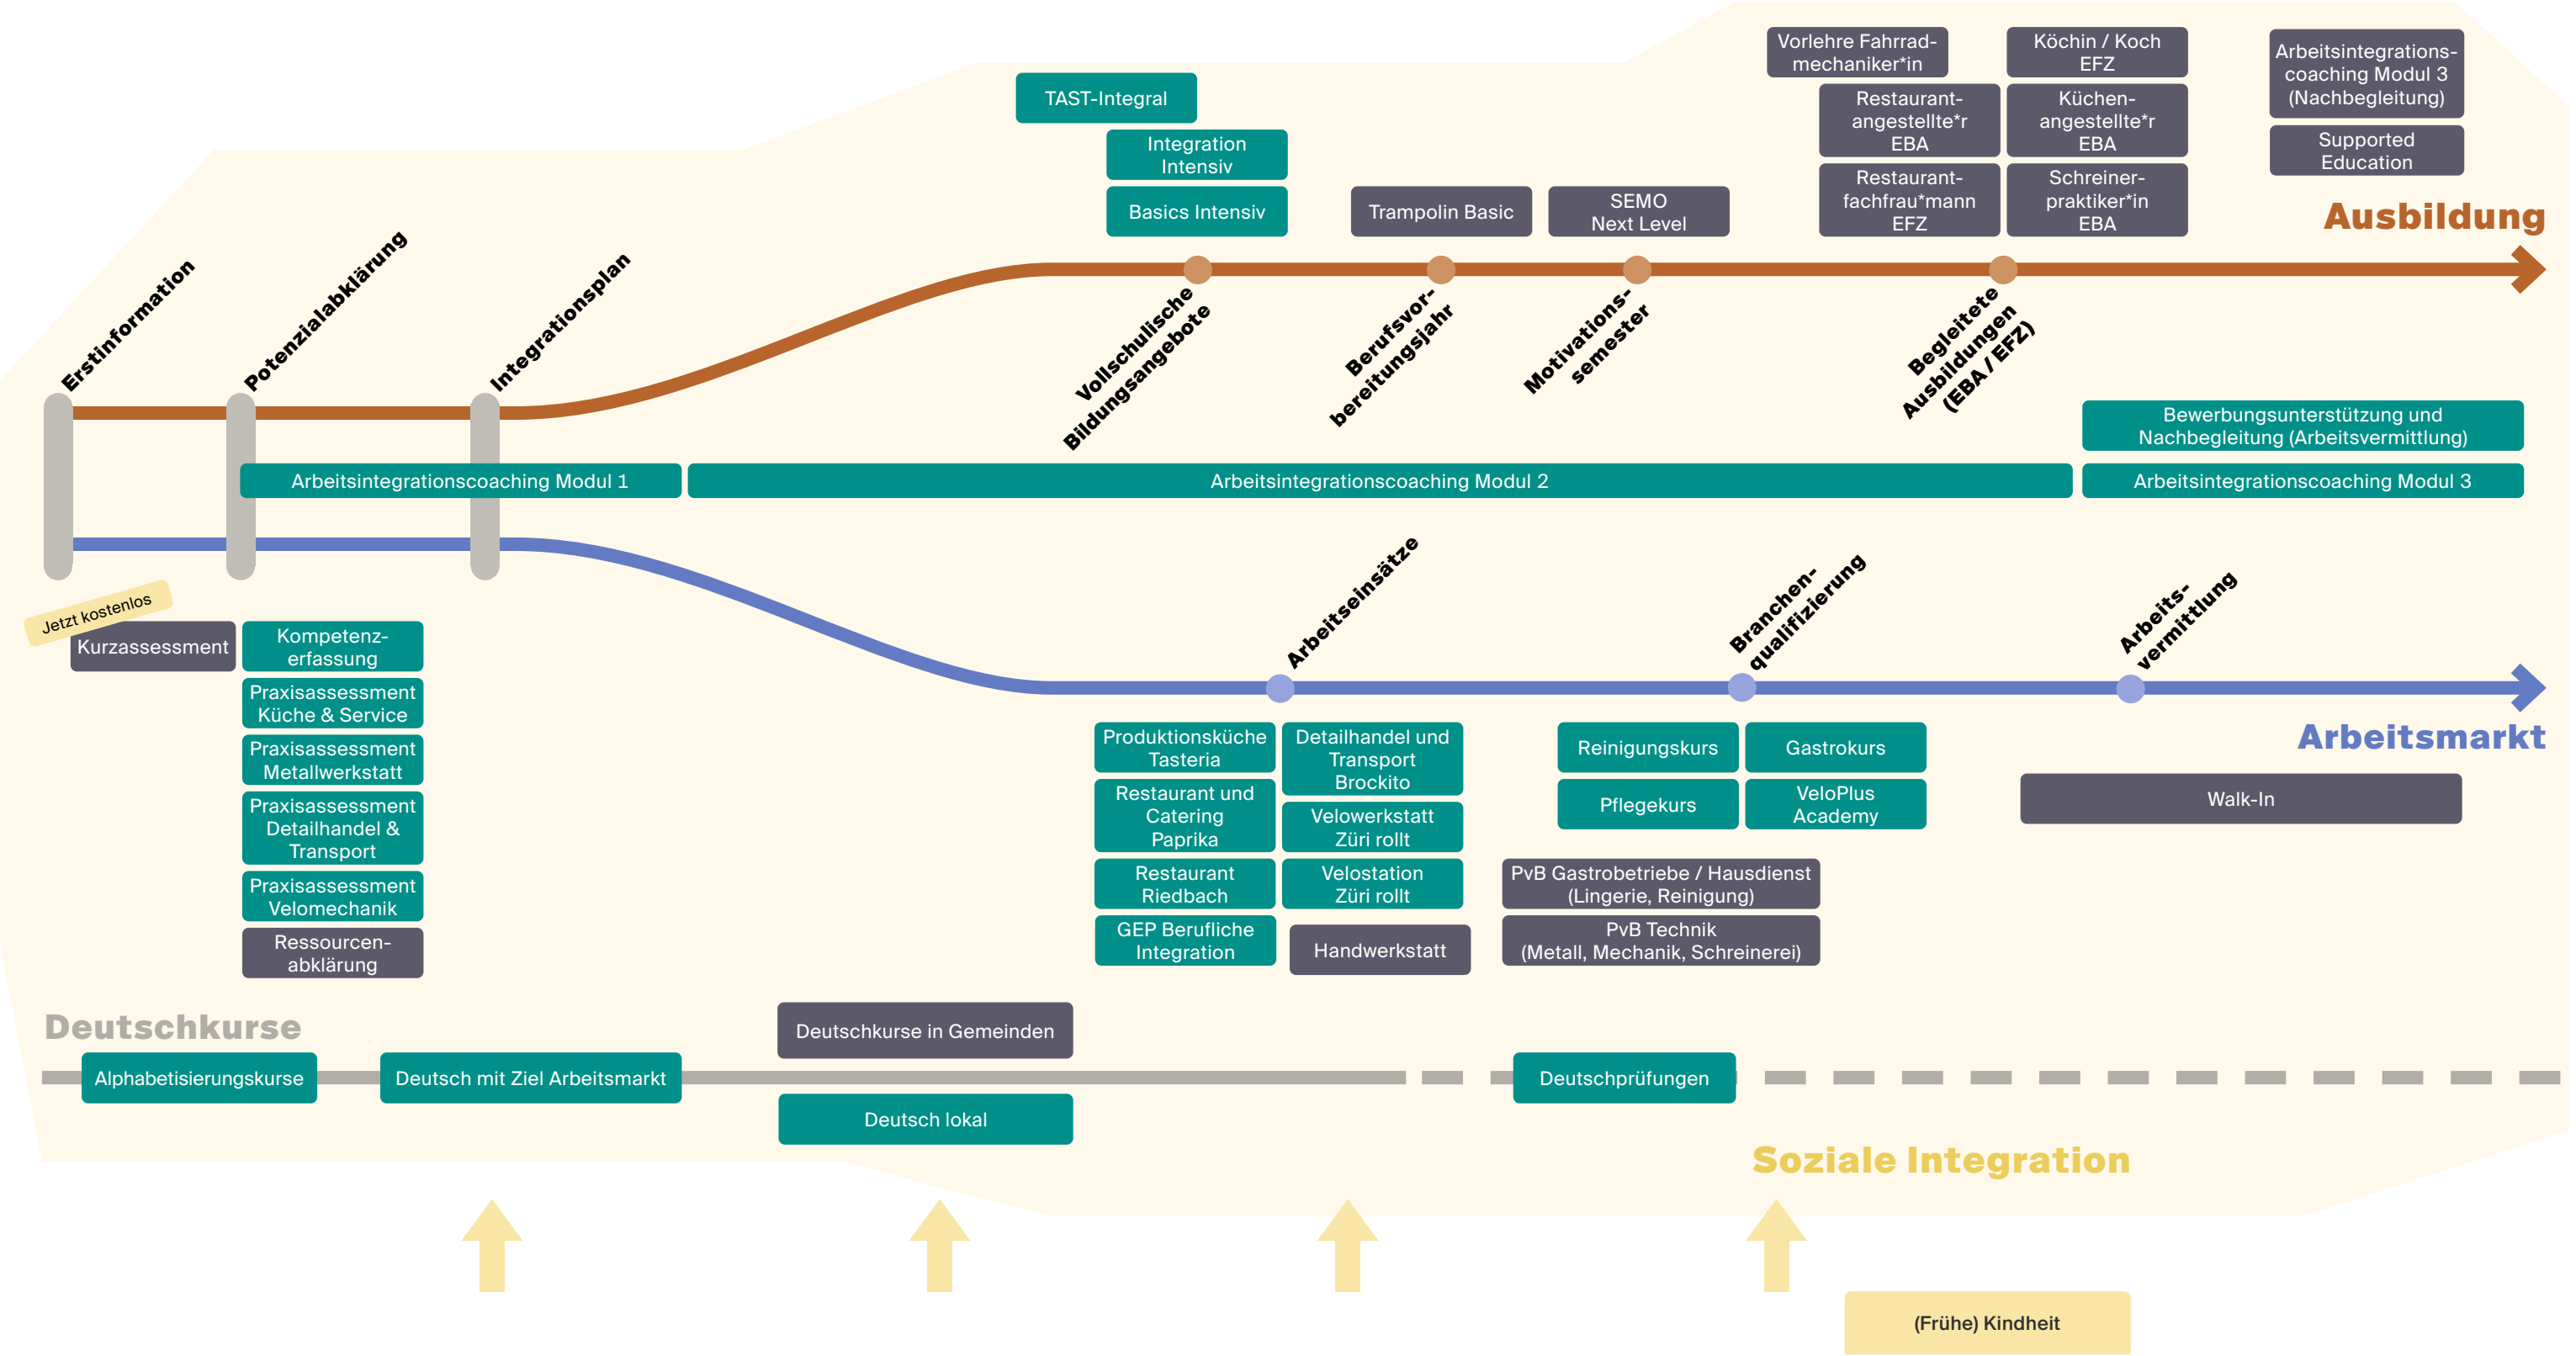 Vorlehre Fahrrad-
mechaniker*in
Köchin / Koch
EFZ
Arbeitsintegrations-
coaching Modul 3
(Nachbegleitung)
TAST-Integral
Restaurant-
angestellte*r
EBA
Küchen-
angestellte*r
EBA
Integration
Intensiv
Supported
Education
Basics Intensiv
Trampolin Basic
SEMO
Next Level
Restaurant-
fachfrau*mann
EFZ
Schreiner-
praktiker*in
EBA
Ausbildung
Erstinformation
Potenzialabklärung
Integrationsplan
Vollschulische
Bildungsangebote
Berufsvor-
bereitungsjahr
Motivations-
semester
Begleitete
Ausbildungen
(EBA / EFZ)
Bewerbungsunterstützung und
Nachbegleitung (Arbeitsvermittlung)
Arbeitsintegrationscoaching Modul 1
Arbeitsintegrationscoaching Modul 2
Arbeitsintegrationscoaching Modul 3
Arbeitseinsätze
Branchen-
qualifizierung
Arbeits-
vermittlung
Arbeitsmarkt
Jetzt kostenlos
Kurzassessment
Kompetenz-
erfassung
Praxisassessment
Küche & Service
Praxisassessment
Metallwerkstatt
Praxisassessment
Detailhandel &
Transport
Praxisassessment
Velomechanik
Ressourcen-
abklärung
Produktionsküche
Tasteria
Restaurant und
Catering
Paprika
Restaurant
Riedbach
GEP Berufliche
Integration
Detailhandel und
Transport
Brockito
Velowerkstatt
Züri rollt
Velostation
Züri rollt
Handwerkstatt
Reinigungskurs
Gastrokurs
Pflegekurs
VeloPlus
Academy
PvB Gastrobetriebe / Hausdienst
(Lingerie, Reinigung)
PvB Technik
(Metall, Mechanik, Schreinerei)
Walk-In
Deutschkurse
Alphabetisierungskurse
Deutsch mit Ziel Arbeitsmarkt
Deutschkurse in Gemeinden
Deutsch lokal
Deutschprüfungen
Soziale Integration
(Frühe) Kindheit